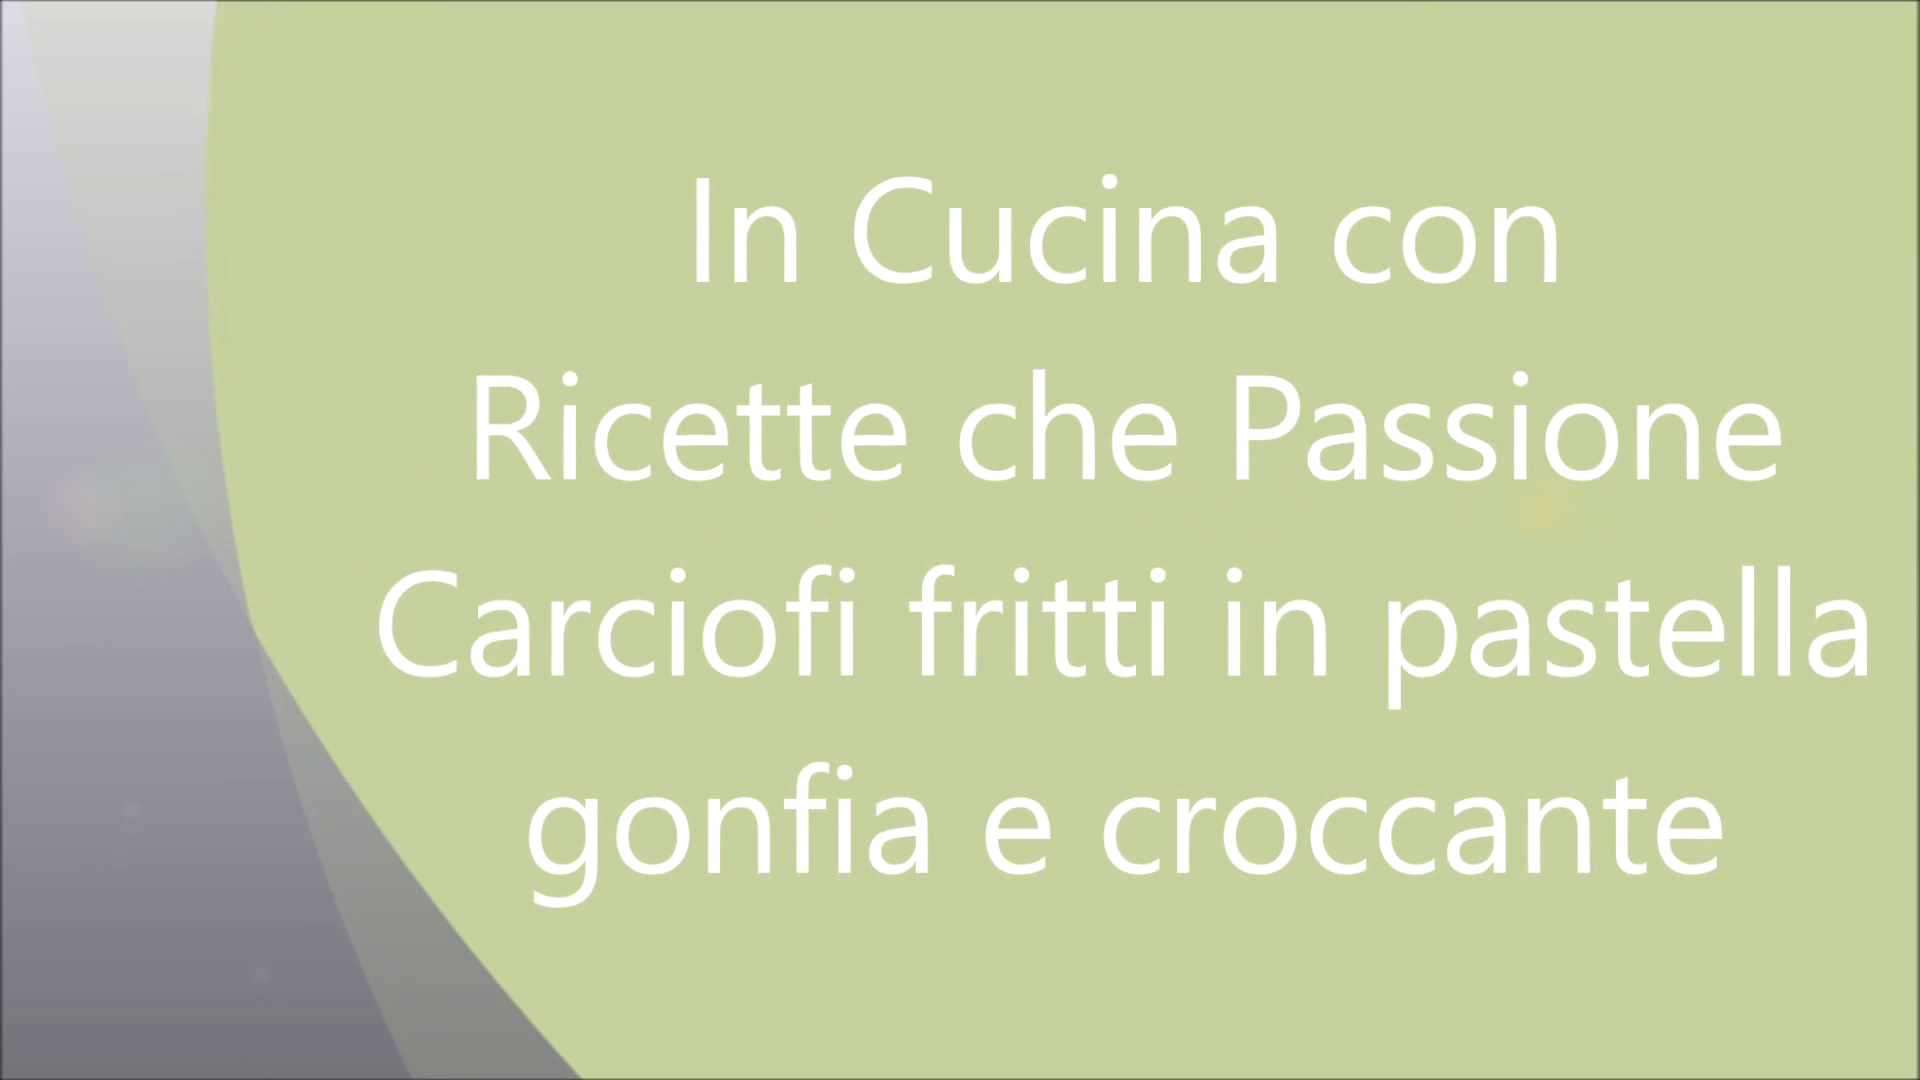 In Cucina con
Ricette che Passione
Carciofi fritti in pastella
gonfia e croccante